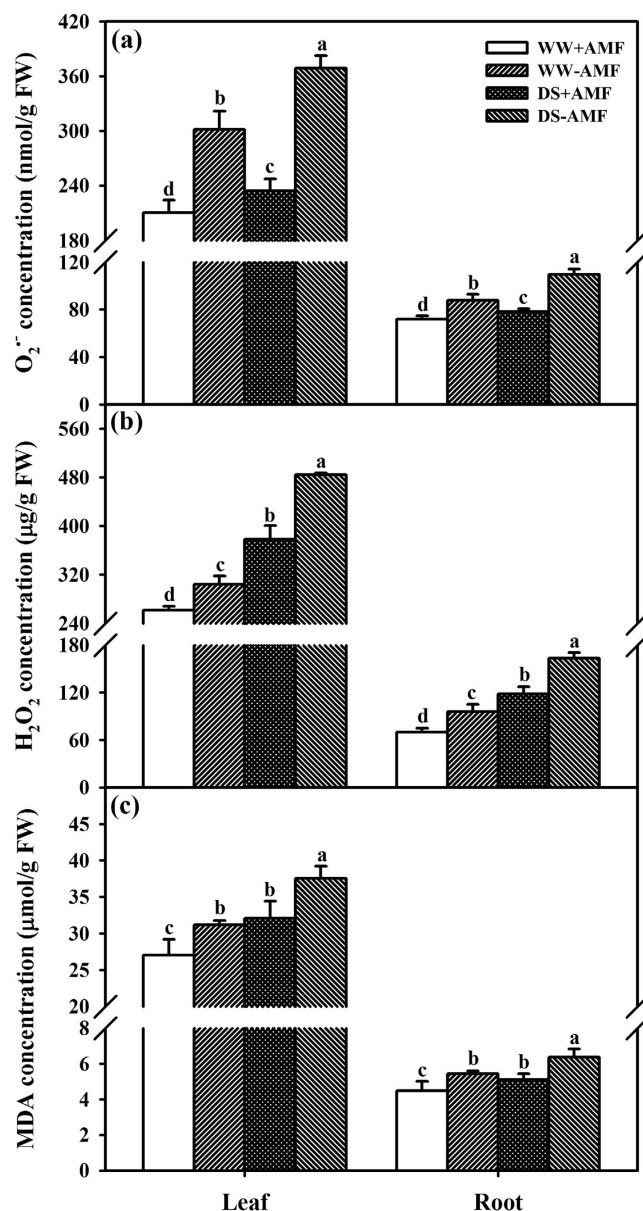 (a)
WW+AMF
WW-AMF
DS+AMF
DS-AMF
O₂·⁻ concentration (nmol/g FW)
420
360
300
240
180
120
80
40
0
d
b
c
a
d
b
c
a
(b)
H₂O₂ concentration (μg/g FW)
560
480
400
320
240
180
120
60
0
d
c
b
a
d
c
b
a
(c)
MDA concentration (μmol/g FW)
40
35
30
25
20
8
6
4
2
0
c
b
b
a
c
b
b
a
Leaf Root